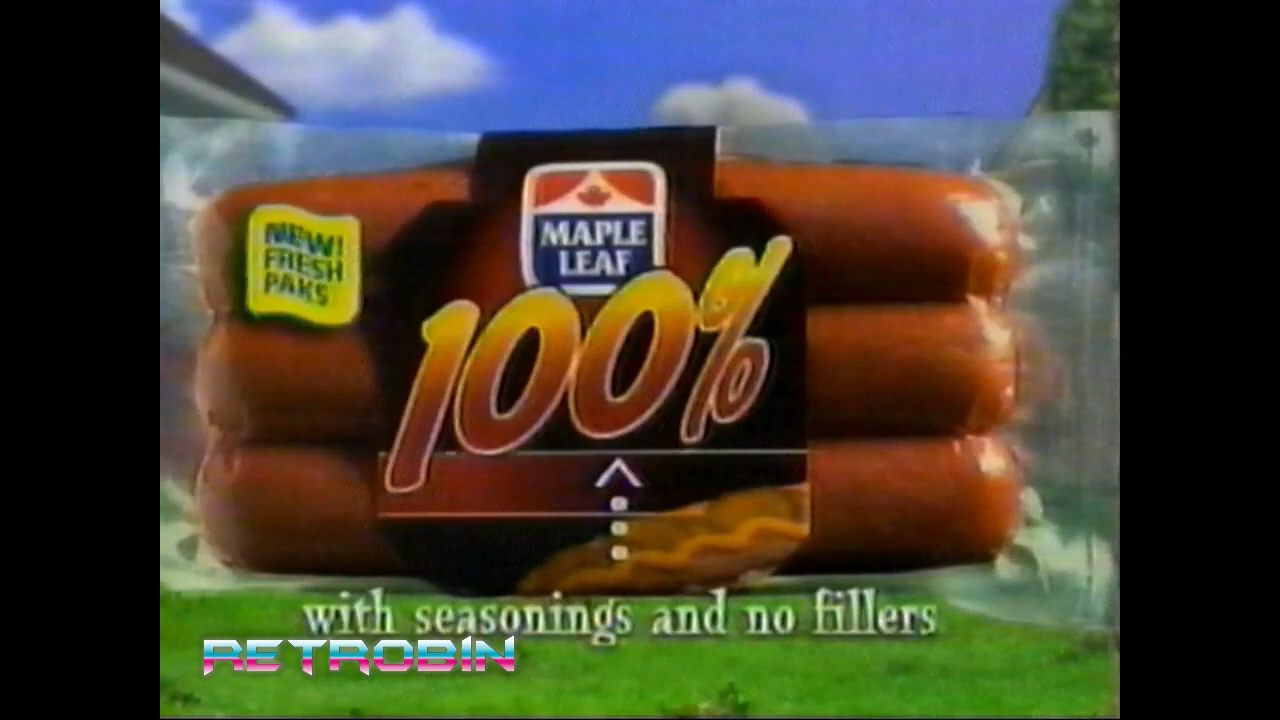 NEW!
FRESH
PAKS
MAPLE
LEAF
100%
with seasonings and no fillers
RETROBIN